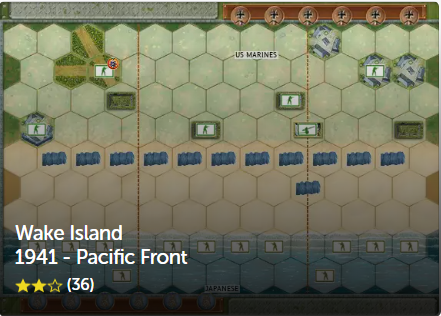 US MARINES
Wake Island
1941 - Pacific Front
(36)
JAPANESE